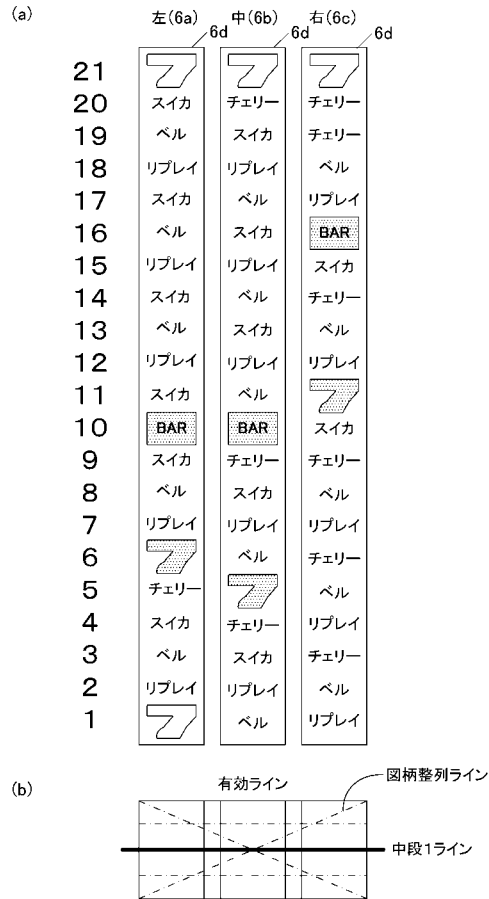 (a)
左(6a) 中(6b) 右(6c)
6d 6d 6d
21 7 7 7
20 スイカ チェリー チェリー
19 ベル スイカ チェリー
18 リプレイ リプレイ ベル
17 スイカ ベル リプレイ
16 ベル スイカ BAR
15 リプレイ リプレイ スイカ
14 スイカ ベル チェリー
13 ベル スイカ ベル
12 リプレイ リプレイ リプレイ
11 スイカ ベル 7
10 BAR BAR スイカ
9 スイカ チェリー チェリー
8 ベル スイカ ベル
7 リプレイ リプレイ リプレイ
6 7 ベル チェリー
5 チェリー 7 ベル
4 スイカ チェリー リプレイ
3 ベル スイカ チェリー
2 リプレイ リプレイ ベル
1 7 ベル リプレイ
(b)
有効ライン
図柄整列ライン
中段1ライン